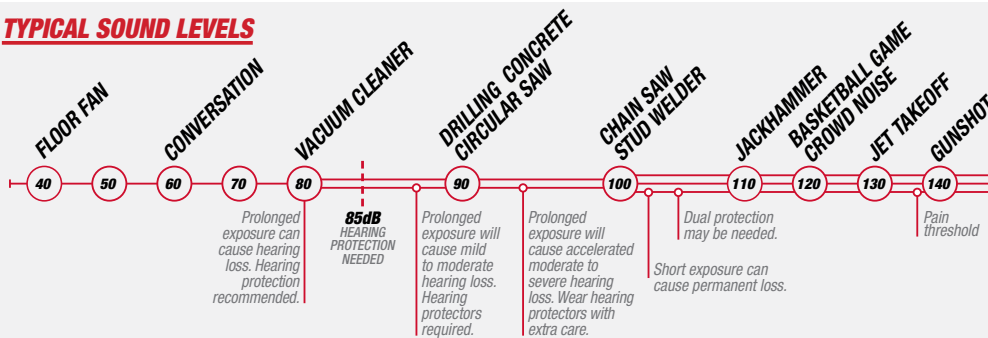 TYPICAL SOUND LEVELS
FLOOR FAN
CONVERSATION
VACUUM CLEANER
DRILLING CONCRETE
CIRCULAR SAW
CHAIN SAW
STUD WELDER
JACKHAMMER
BASKETBALL GAME
CROWD NOISE
JET TAKEOFF
GUNSHOT
40
50
60
70
80
90
100
110
120
130
140
Prolonged
exposure can
cause hearing
loss. Hearing
protection
recommended.
85dB
HEARING
PROTECTION
NEEDED
Prolonged
exposure will
cause mild
to moderate
hearing loss.
Hearing
protectors
required.
Prolonged
exposure will
cause accelerated
moderate to
severe hearing
loss. Wear hearing
protectors with
extra care.
Short exposure can
cause permanent loss.
Dual protection
may be needed.
Pain
threshold